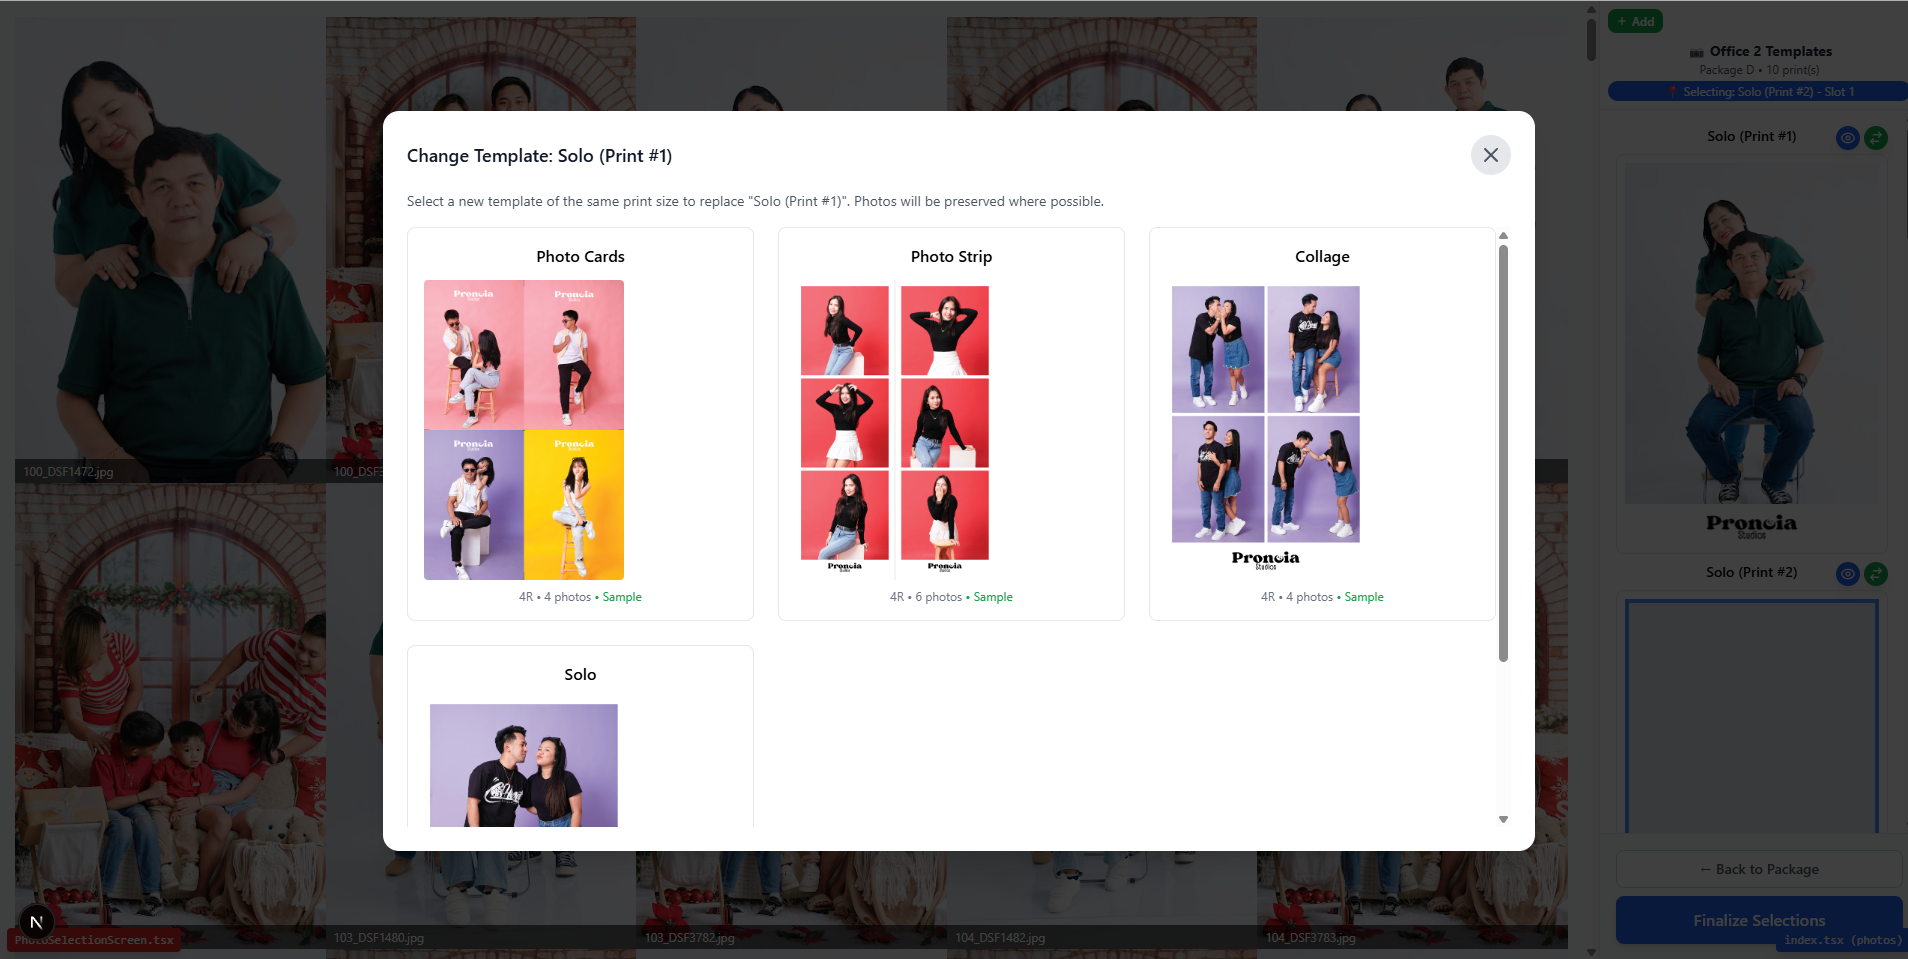 + Add
Office 2 Templates
Package D • 10 print(s)
Selecting: Solo (Print #2) - Slot 1
Solo (Print #1)
Pronoia
Studios
Solo (Print #2)
← Back to Package
Finalize Selections
index.tsx (photos)
Change Template: Solo (Print #1)
Select a new template of the same print size to replace "Solo (Print #1)". Photos will be preserved where possible.
Photo Cards
Pronoia
Pronoia
Pronoia
Pronoia
4R • 4 photos • Sample
Photo Strip
Pronoia
Pronoia
4R • 6 photos • Sample
Collage
Pronoia
Studios
4R • 4 photos • Sample
Solo
100_DSF1472.jpg
100_DSF3
103_DSF1480.jpg
103_DSF3782.jpg
104_DSF1482.jpg
104_DSF3783.jpg
N
PhotoSelectionScreen.tsx